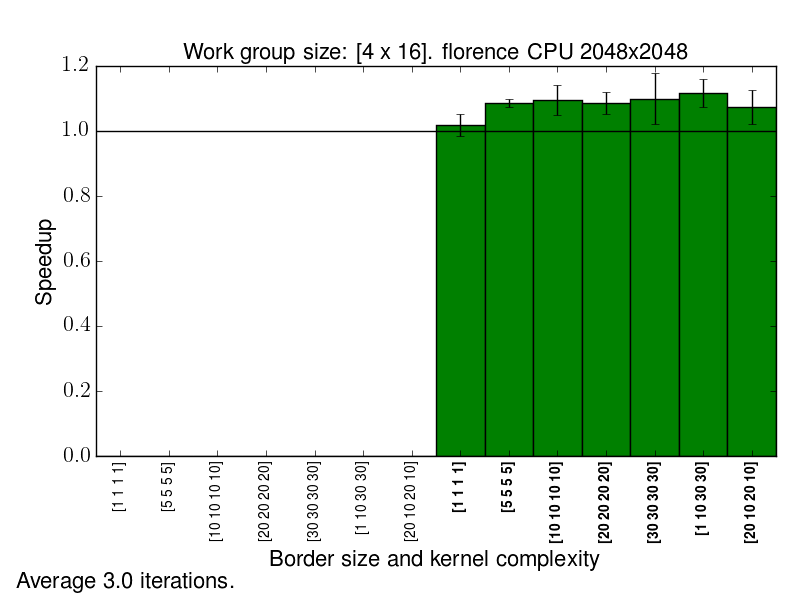 Work group size: [4 x 16]. florence CPU 2048x2048
1.2
1.0
0.8
0.6
0.4
0.2
0.0
Speedup
[1 1 1 1]
[5 5 5 5]
[10 10 10 10]
[20 20 20 20]
[30 30 30 30]
[1 10 30 30]
[20 10 20 10]
[1 1 1 1]
[5 5 5 5]
[10 10 10 10]
[20 20 20 20]
[30 30 30 30]
[1 10 30 30]
[20 10 20 10]
Border size and kernel complexity
Average 3.0 iterations.